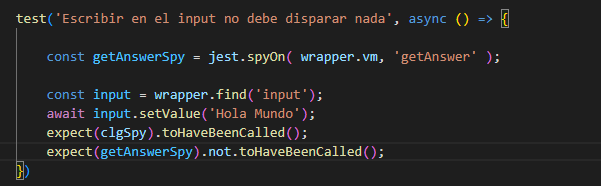 test('Escribir en el input no debe disparar nada', async () => {
const getAnswerSpy = jest.spyOn( wrapper.vm, 'getAnswer' );
const input = wrapper.find('input');
await input.setValue('Hola Mundo');
expect(clgSpy).toHaveBeenCalled();
expect(getAnswerSpy).not.toHaveBeenCalled();
})